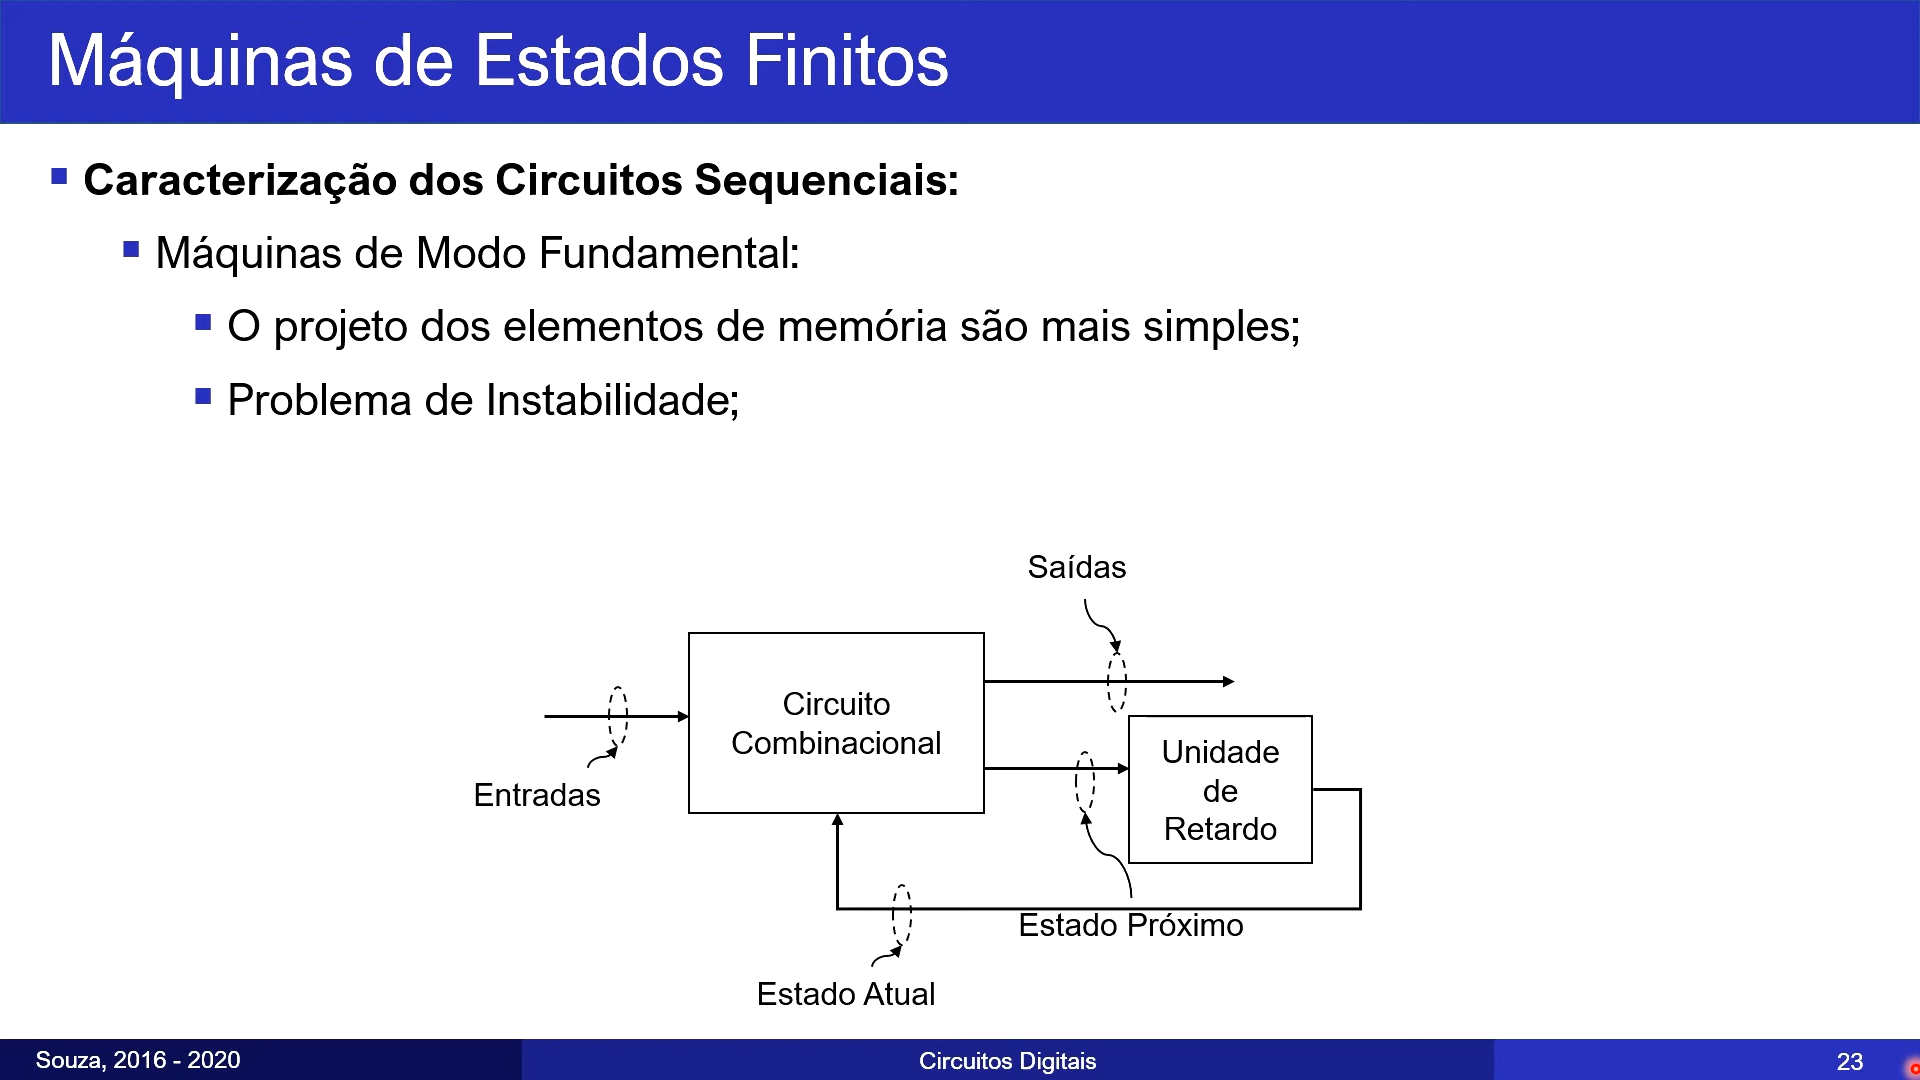 Máquinas de Estados Finitos
Caracterização dos Circuitos Sequenciais:
Máquinas de Modo Fundamental:
O projeto dos elementos de memória são mais simples;
Problema de Instabilidade;
Saídas
Circuito
Combinacional
Unidade
de
Retardo
Entradas
Estado Próximo
Estado Atual
Souza, 2016 - 2020
Circuitos Digitais
23